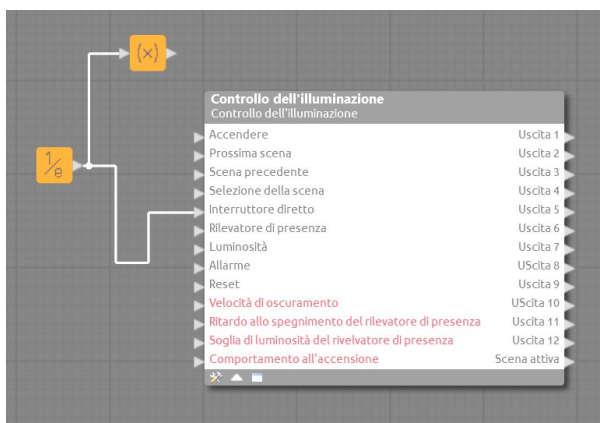 (×)
Controllo dell'illuminazione
Controllo dell'illuminazione
1/e
Accendere Uscita 1
Prossima scena Uscita 2
Scena precedente Uscita 3
Selezione della scena Uscita 4
Interruttore diretto Uscita 5
Rilevatore di presenza Uscita 6
Luminosità Uscita 7
Allarme UScita 8
Reset Uscita 9
Velocità di oscuramento UScita 10
Ritardo allo spegnimento del rilevatore di presenza Uscita 11
Soglia di luminosità del rivelvatore di presenza Uscita 12
Comportamento all'accensione Scena attiva